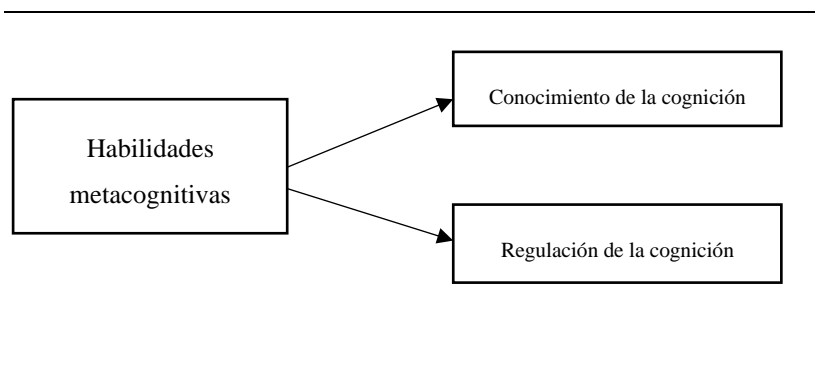 Conocimiento de la cognición
Habilidades
metacognitivas
Regulación de la cognición